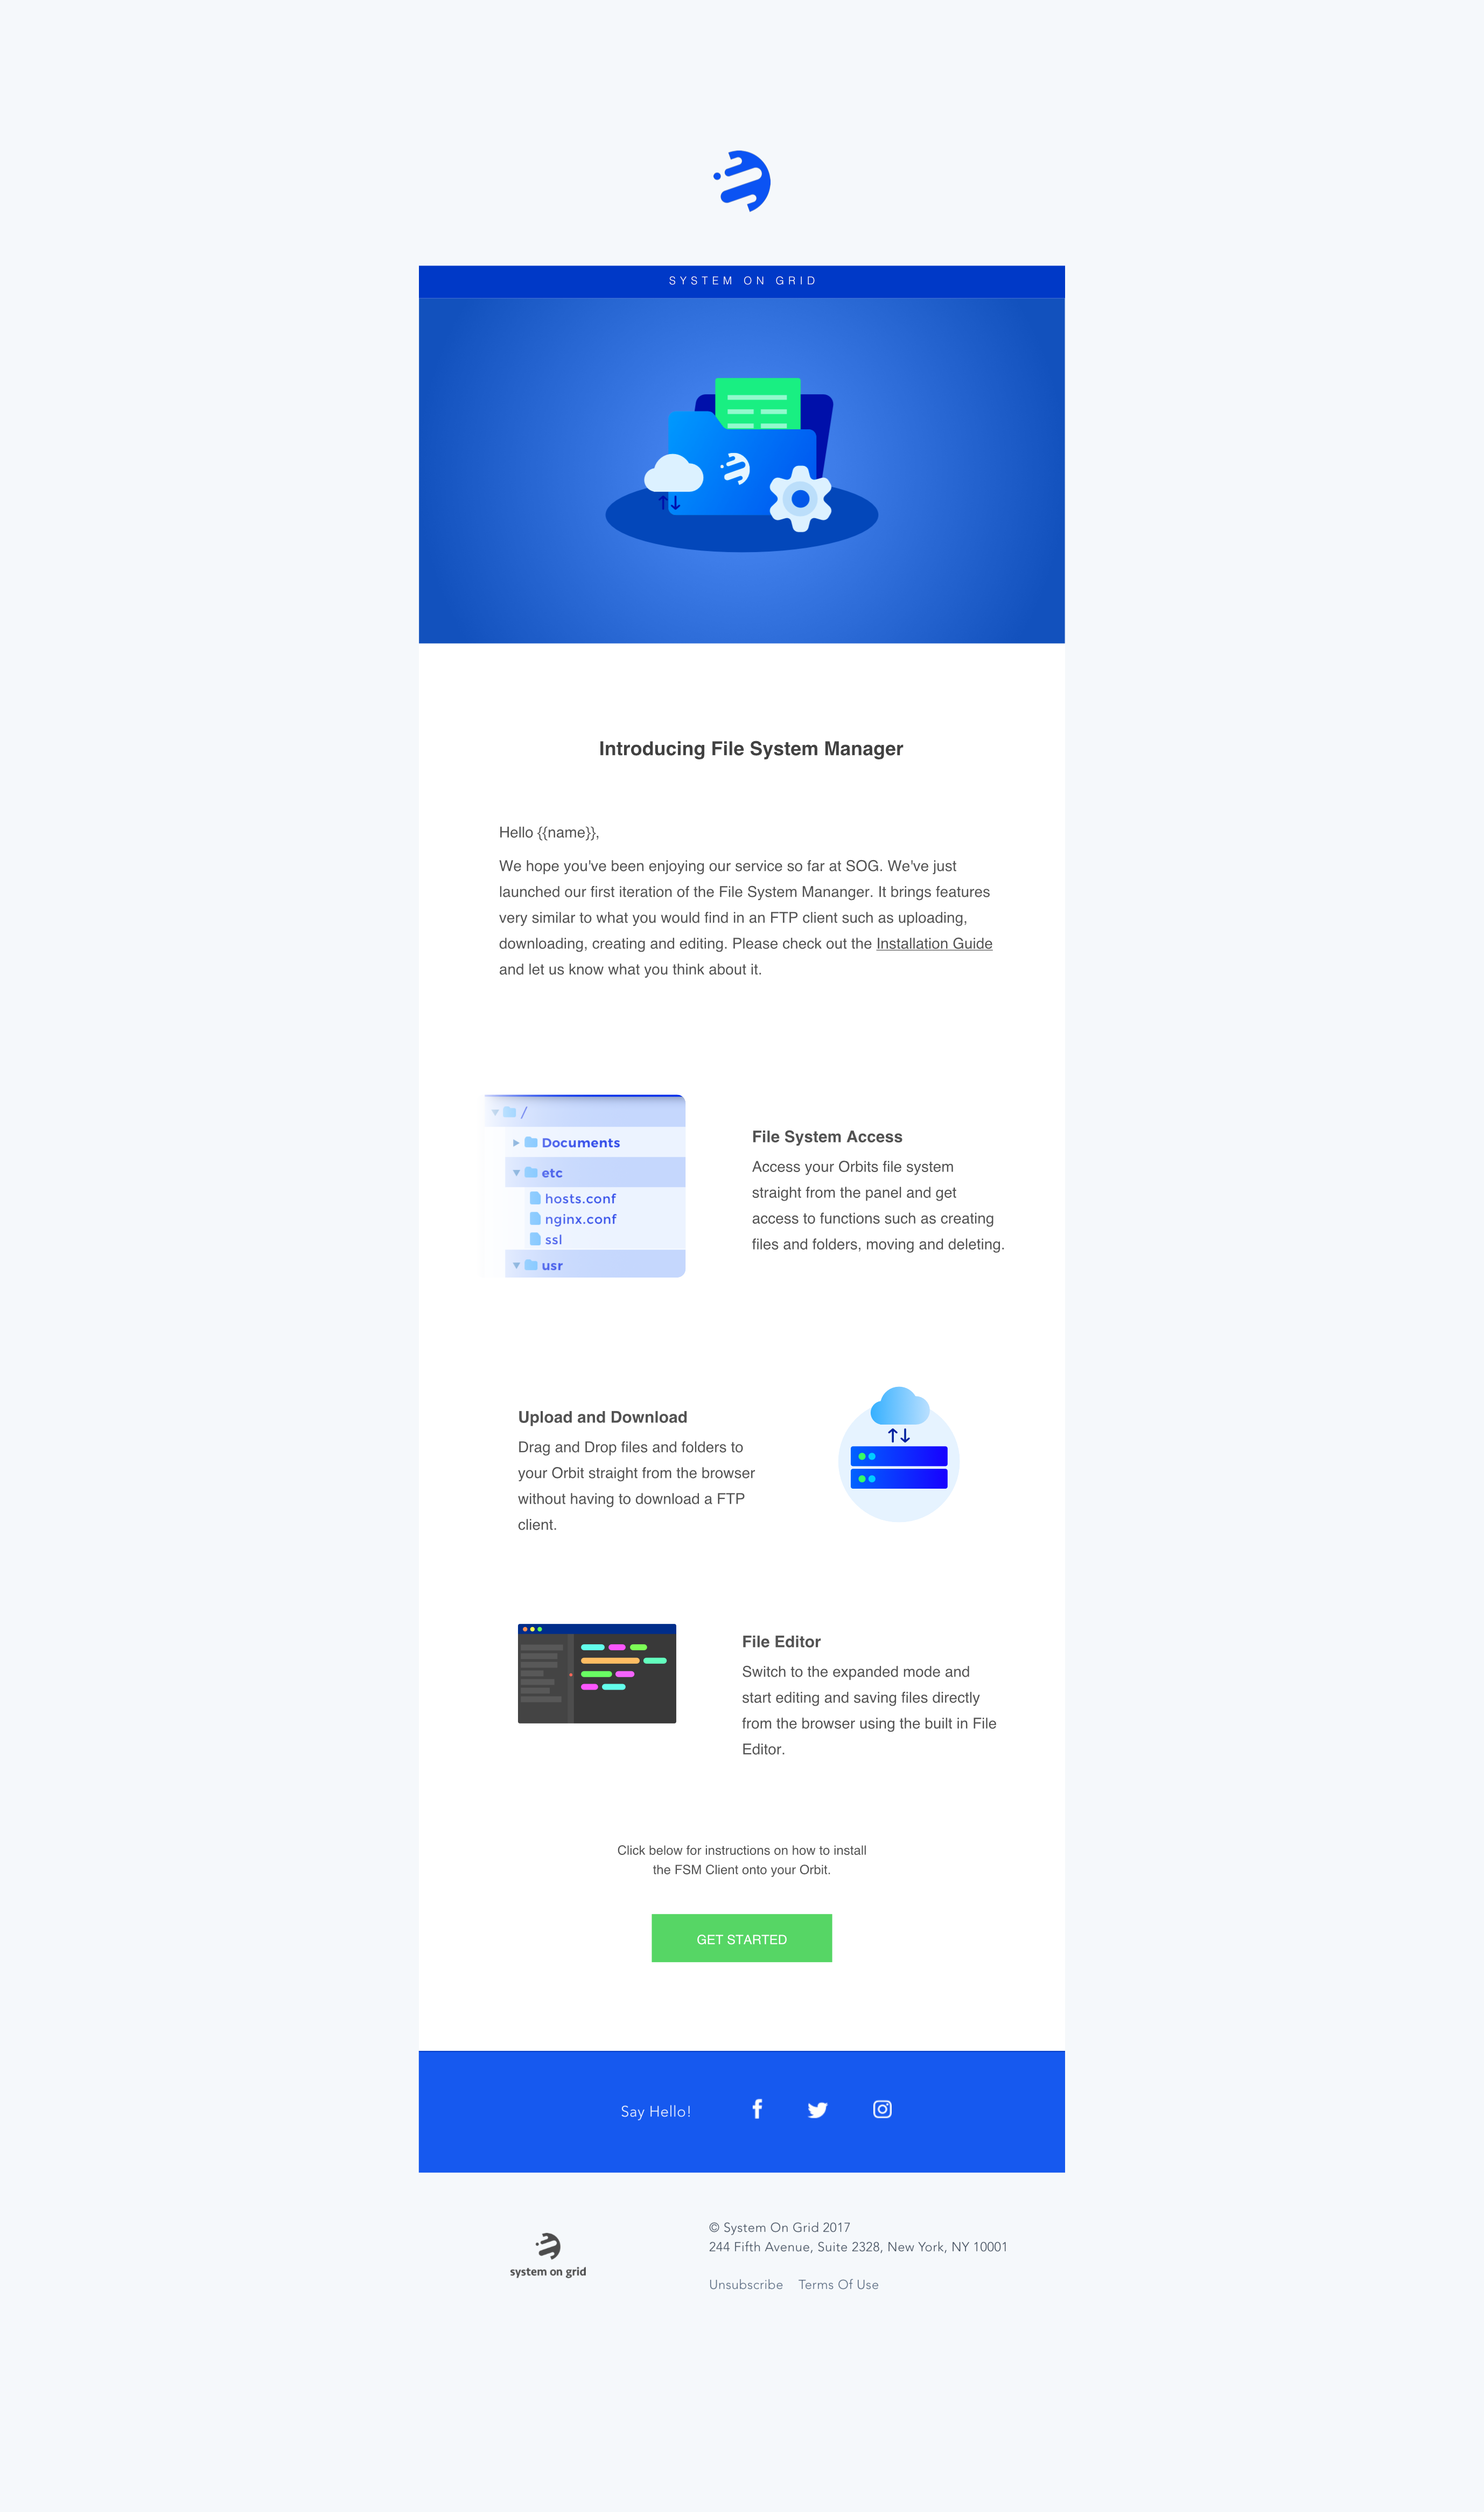 SYSTEM ON GRID
Introducing File System Manager
Hello {{name}},
We hope you've been enjoying our service so far at SOG. We've just
launched our first iteration of the File System Mananger. It brings features
very similar to what you would find in an FTP client such as uploading,
downloading, creating and editing. Please check out the Installation Guide
and let us know what you think about it.
/
Documents
etc
hosts.conf
nginx.conf
ssl
usr
File System Access
Access your Orbits file system
straight from the panel and get
access to functions such as creating
files and folders, moving and deleting.
Upload and Download
Drag and Drop files and folders to
your Orbit straight from the browser
without having to download a FTP
client.
File Editor
Switch to the expanded mode and
start editing and saving files directly
from the browser using the built in File
Editor.
Click below for instructions on how to install
the FSM Client onto your Orbit.
GET STARTED
Say Hello!
system on grid
© System On Grid 2017
244 Fifth Avenue, Suite 2328, New York, NY 10001
Unsubscribe Terms Of Use